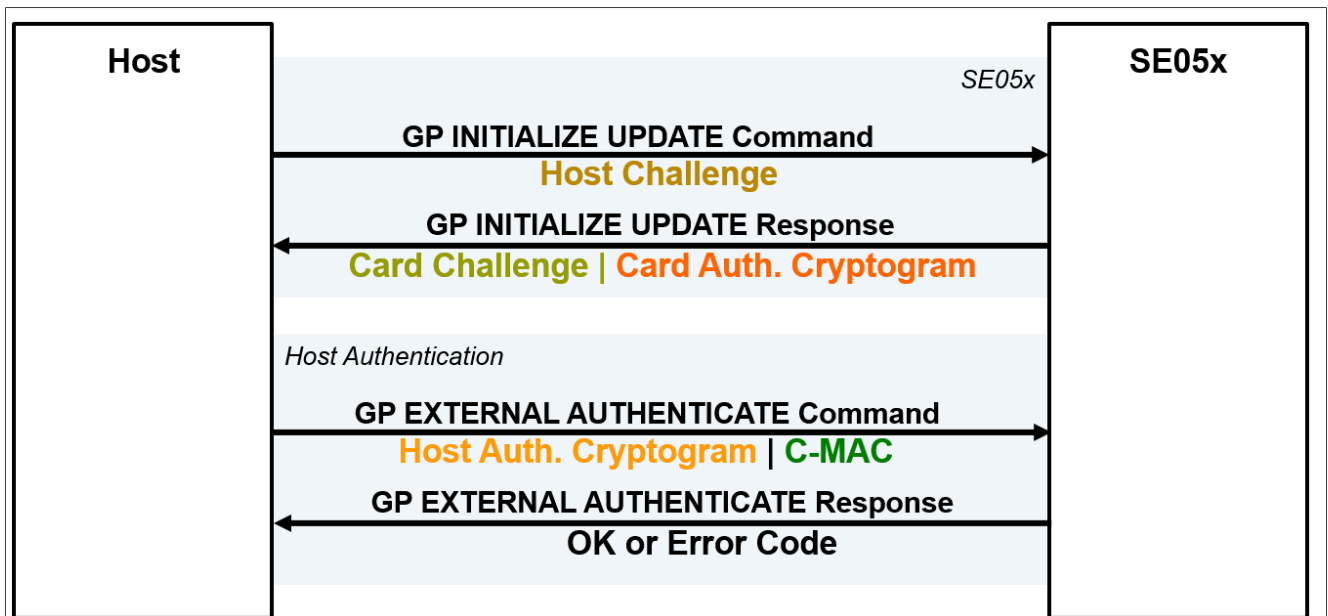 Host
SE05x
SE05x
GP INITIALIZE UPDATE Command
Host Challenge
GP INITIALIZE UPDATE Response
Card Challenge | Card Auth. Cryptogram
Host Authentication
GP EXTERNAL AUTHENTICATE Command
Host Auth. Cryptogram | C-MAC
GP EXTERNAL AUTHENTICATE Response
OK or Error Code